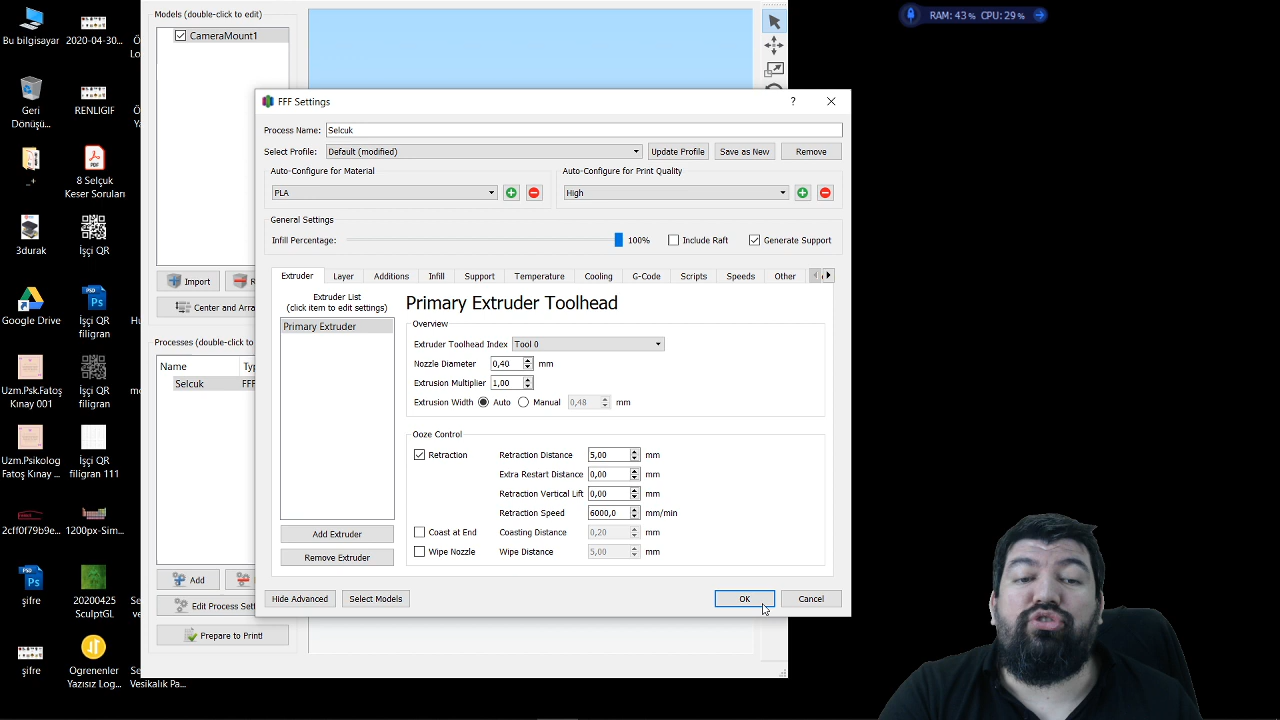 Bu bilgisayar
2020-04-30...
Geri
Dönüşü...
RENLIGIF
_+
8 Selçuk
Keser Soruları
3durak
İşçi QR
Google Drive
İşçi QR
filigran
Uzm.Psk.Fatoş
Kınay 001
İşçi QR
filigran
Uzm.Psikolog
Fatoş Kınay ...
İşçi QR
filigran 111
2cff0f79b9e...
1200px-Sim...
şifre
20200425
SculptGL
şifre
Ogrenenler
Yazısız Log...
Vesikalik Pa...
Models (double-click to edit)
CameraMount1
Import
Center and Arra
Processes (double-click to
Name
Selcuk
FFF
Add
Edit Process Set
Prepare to Print!
RAM: 43 % CPU: 29 %
FFF Settings
?
Process Name: Selcuk
Select Profile: Default (modified) Update Profile Save as New Remove
Auto-Configure for Material
PLA
Auto-Configure for Print Quality
High
General Settings
Infill Percentage: 100% Include Raft Generate Support
Extruder Layer Additions Infill Support Temperature Cooling G-Code Scripts Speeds Other
Extruder List
(click item to edit settings)
Primary Extruder
Add Extruder
Remove Extruder
Primary Extruder Toolhead
Overview
Extruder Toolhead Index Tool 0
Nozzle Diameter 0,40 mm
Extrusion Multiplier 1,00
Extrusion Width Auto Manual 0,48 mm
Ooze Control
Retraction
Retraction Distance 5,00 mm
Extra Restart Distance 0,00 mm
Retraction Vertical Lift 0,00 mm
Retraction Speed 6000,0 mm/min
Coast at End Coasting Distance 0,20 mm
Wipe Nozzle Wipe Distance 5,00 mm
Hide Advanced Select Models OK Cancel